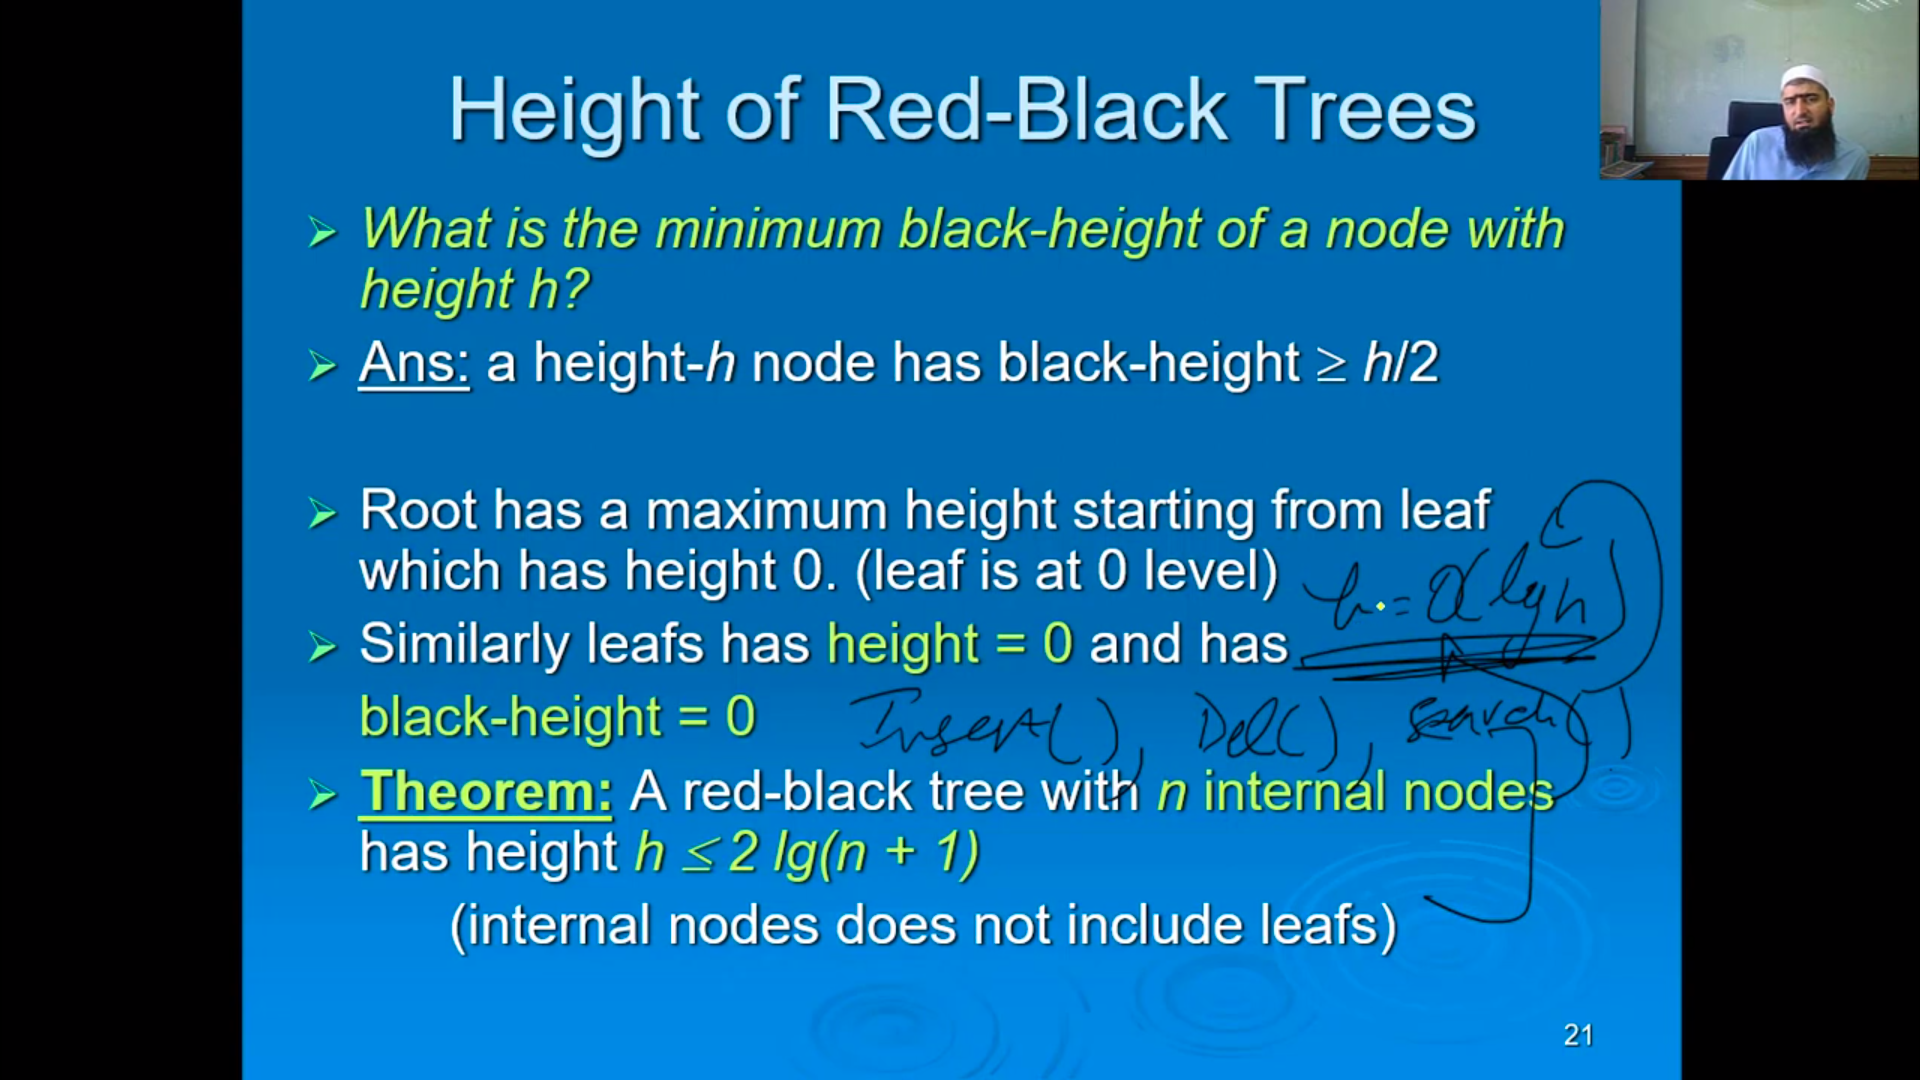 Height of Red-Black Trees
What is the minimum black-height of a node with
height h?
Ans: a height-h node has black-height ≥ h/2
Root has a maximum height starting from leaf
which has height 0. (leaf is at 0 level)
h = O(lg n)
Similarly leafs has height = 0 and has
black-height = 0
Insert(), Del(), search()
Theorem: A red-black tree with n internal nodes
has height h ≤ 2 lg(n + 1)
(internal nodes does not include leafs)
21